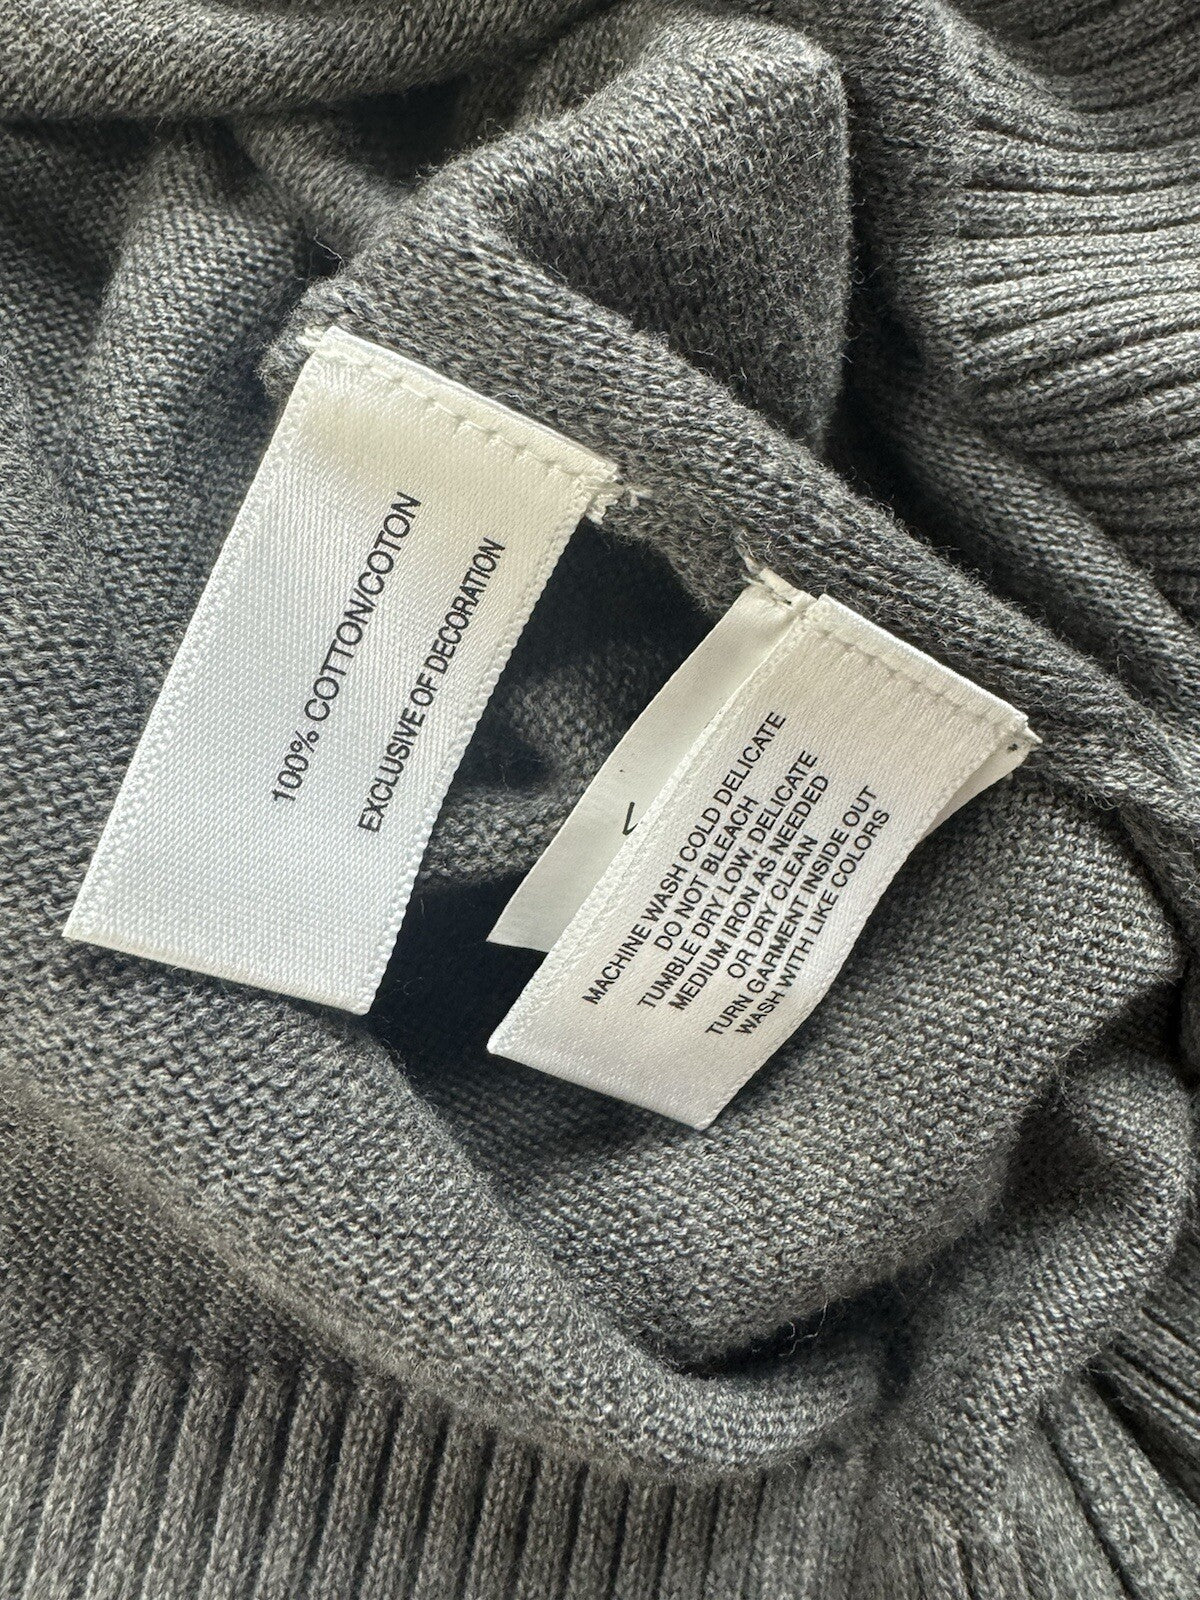 100% COTTON/COTON
EXCLUSIVE OF DECORATION
MACHINE WASH COLD DELICATE
DO NOT BLEACH
TUMBLE DRY LOW, DELICATE
MEDIUM IRON AS NEEDED
OR DRY CLEAN
TURN GARMENT INSIDE OUT
WASH WITH LIKE COLORS